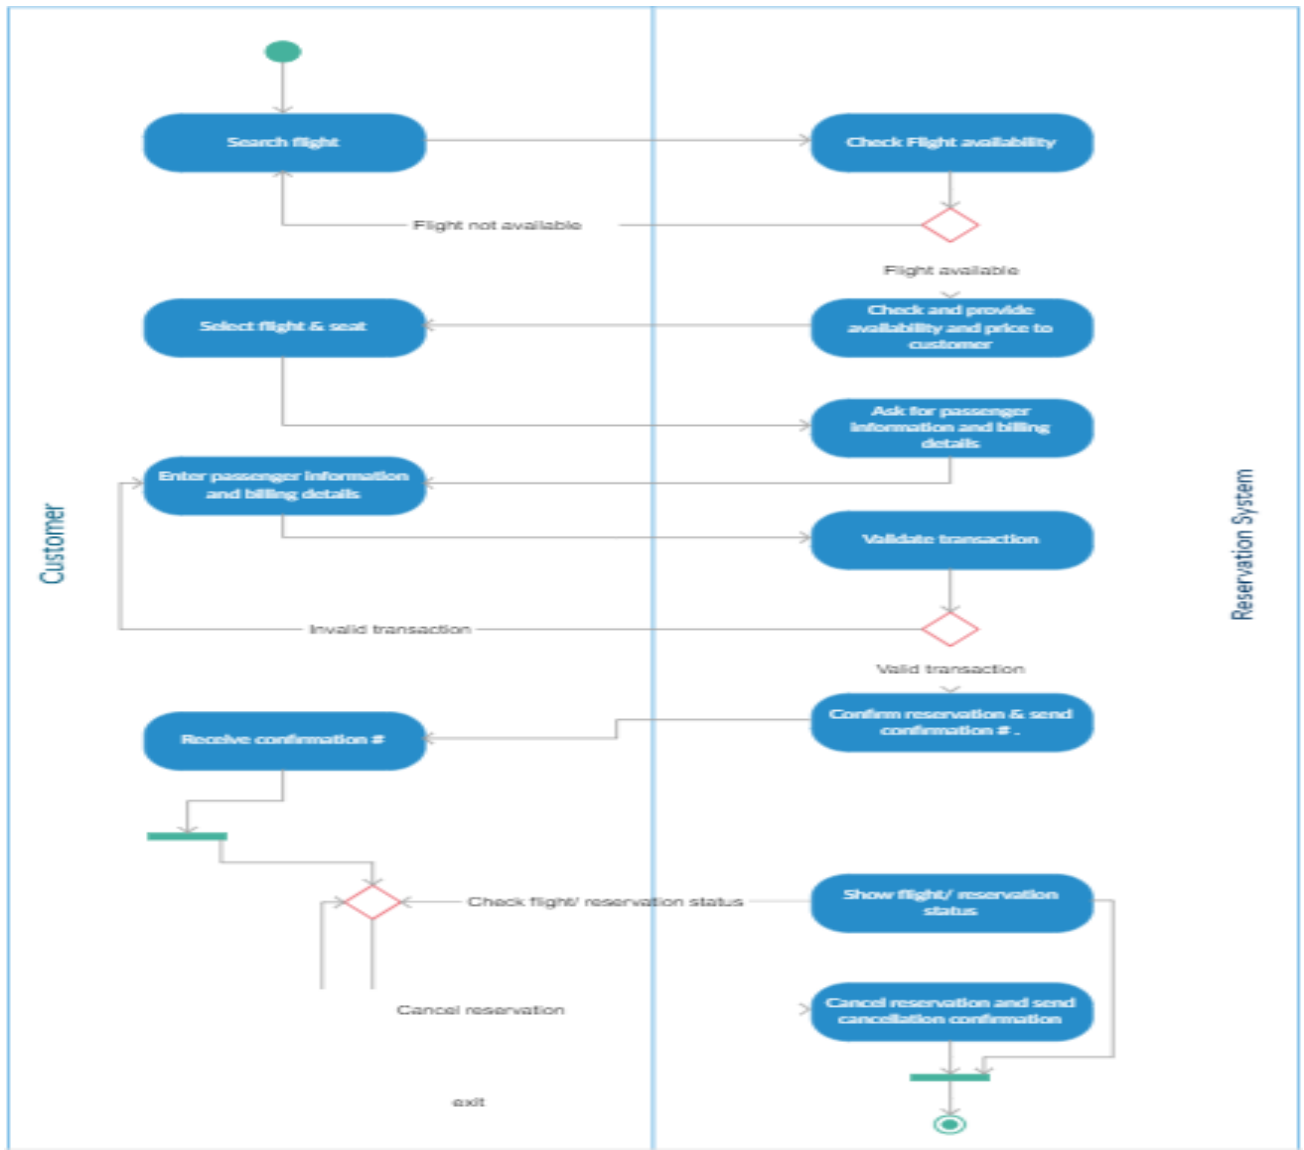 Search flight
Check Flight availability
Flight not available
Flight available
Select flight & seat
Check and provide
availability and price to
customer
Ask for passenger
information and billing
details
Enter passenger information
and billing details
Customer
Reservation System
Validate transaction
Invalid transaction
Valid transaction
Confirm reservation & send
confirmation # .
Receive confirmation #
Check flight/ reservation status
Show flight/ reservation
status
Cancel reservation
Cancel reservation and send
cancellation confirmation
exit